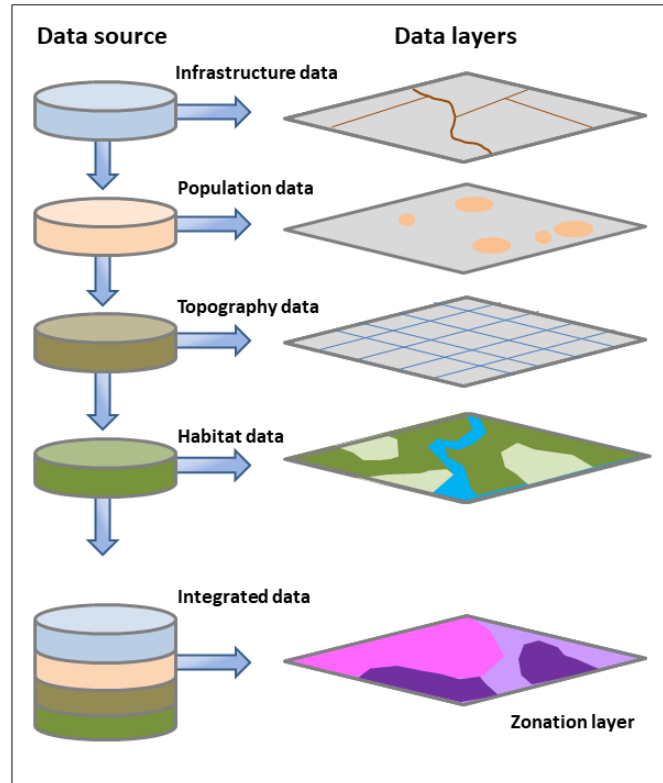 Data source
Data layers
Infrastructure data
Population data
Topography data
Habitat data
Integrated data
Zonation layer